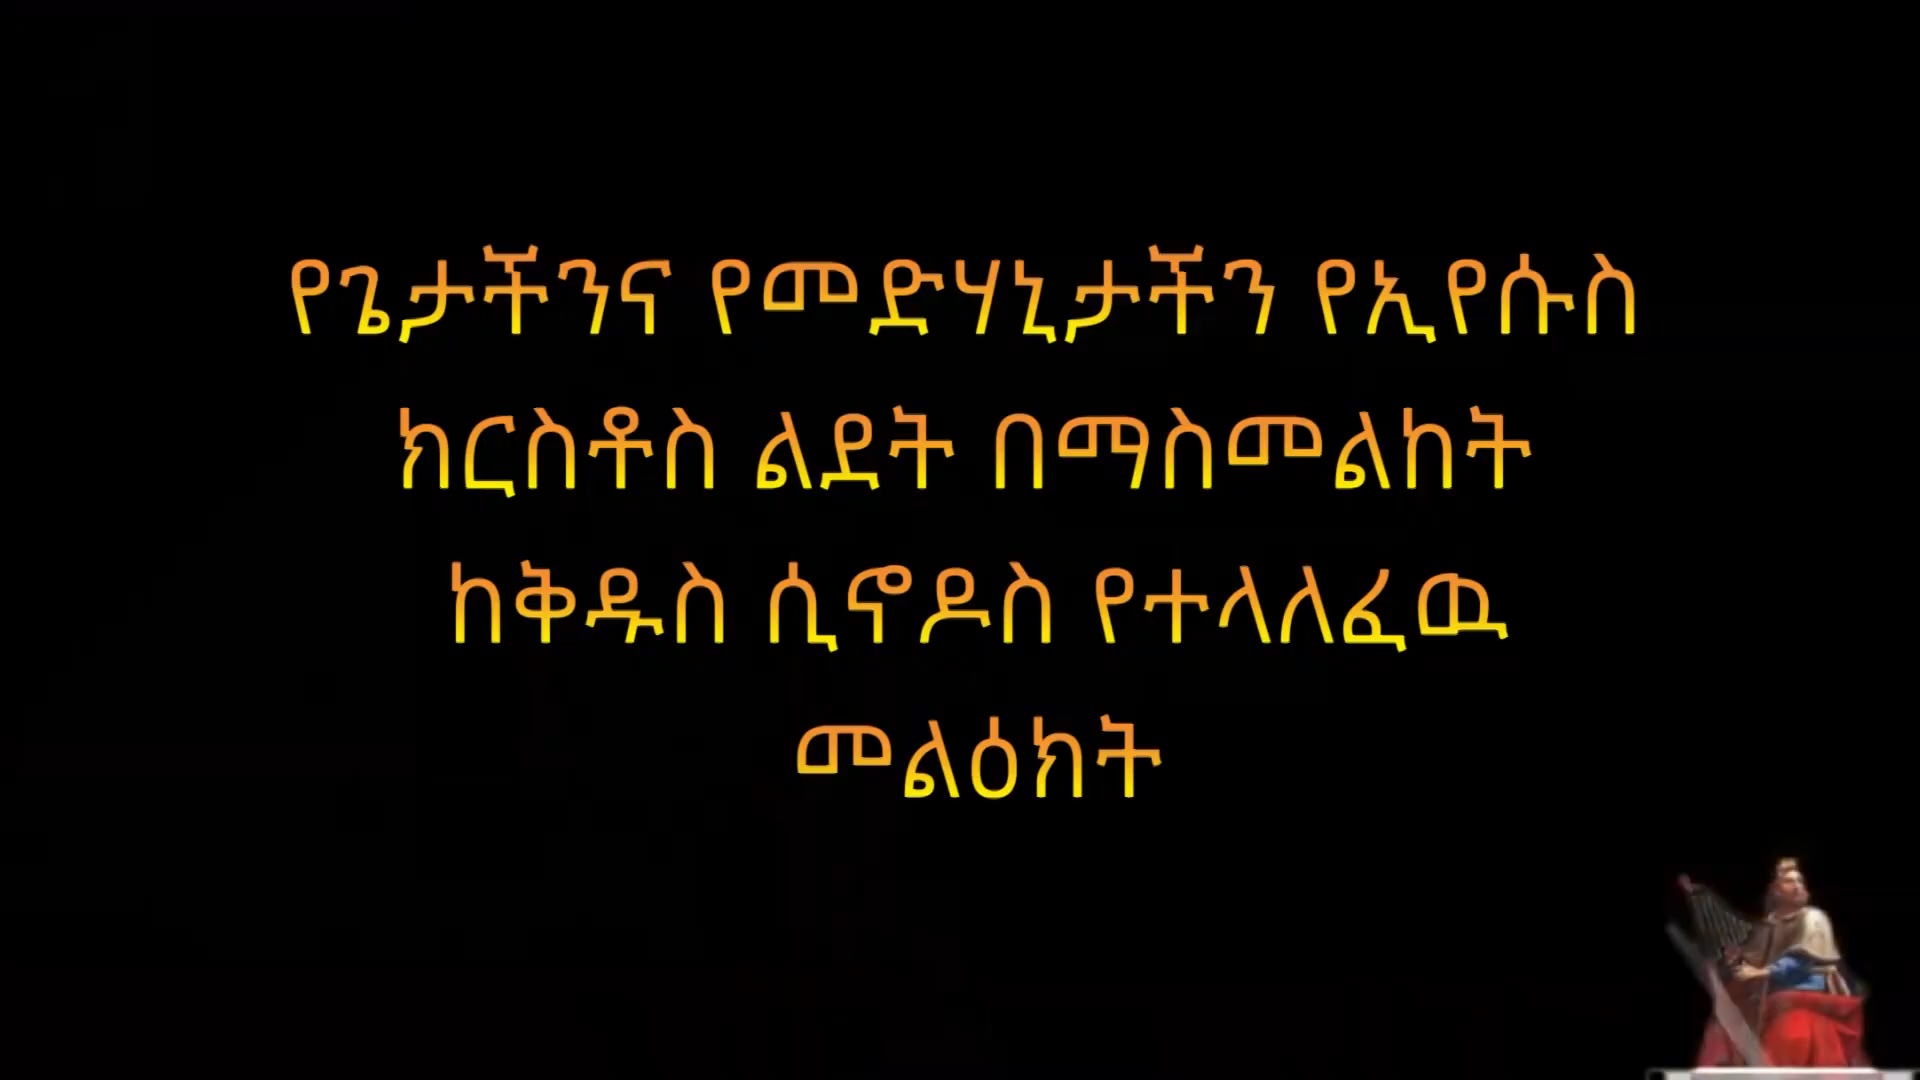 የጌታችንና የመድሃኒታችን የኢየሱስ
ክርስቶስ ልደት በማስመልከት
ከቅዱስ ሲኖዶስ የተላለፈዉ
መልዕክት